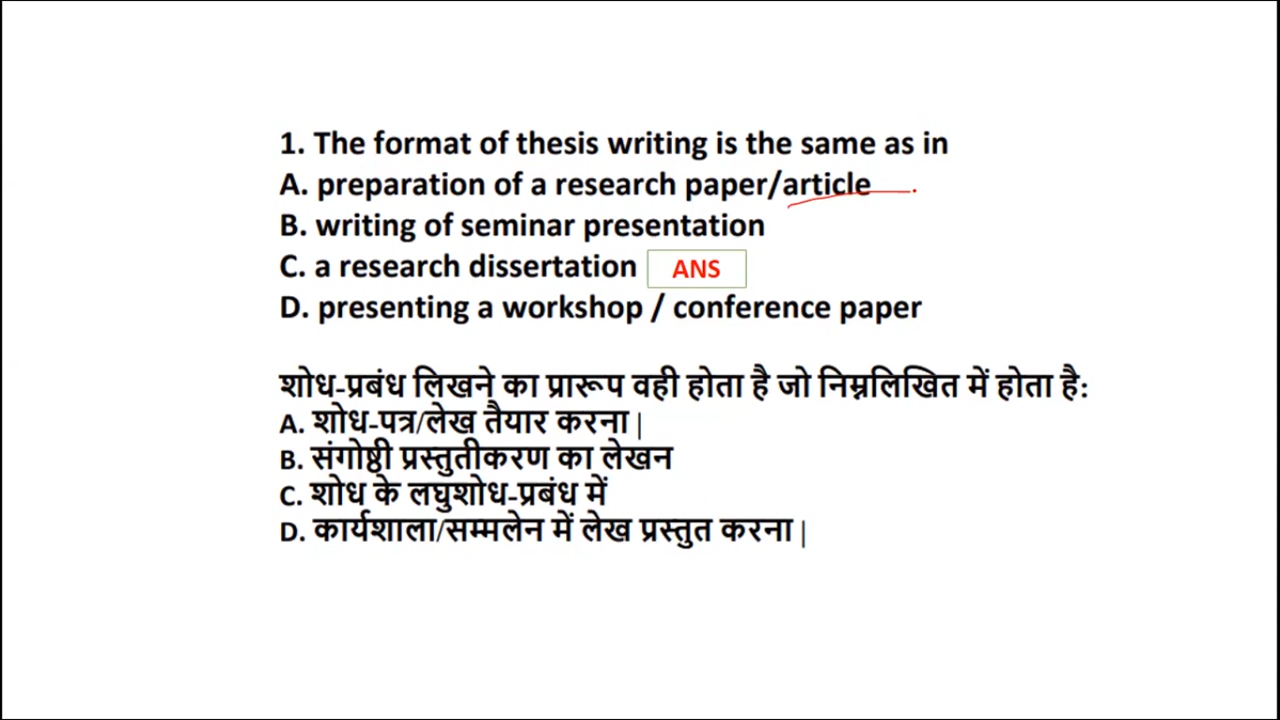 1. The format of thesis writing is the same as in
A. preparation of a research paper/article
B. writing of seminar presentation
C. a research dissertation ANS
D. presenting a workshop / conference paper
शोध-प्रबंध लिखने का प्रारूप वही होता है जो निम्नलिखित में होता है:
A. शोध-पत्र/लेख तैयार करना |
B. संगोष्ठी प्रस्तुतीकरण का लेखन
C. शोध के लघुशोध-प्रबंध में
D. कार्यशाला/सम्मलेन में लेख प्रस्तुत करना |